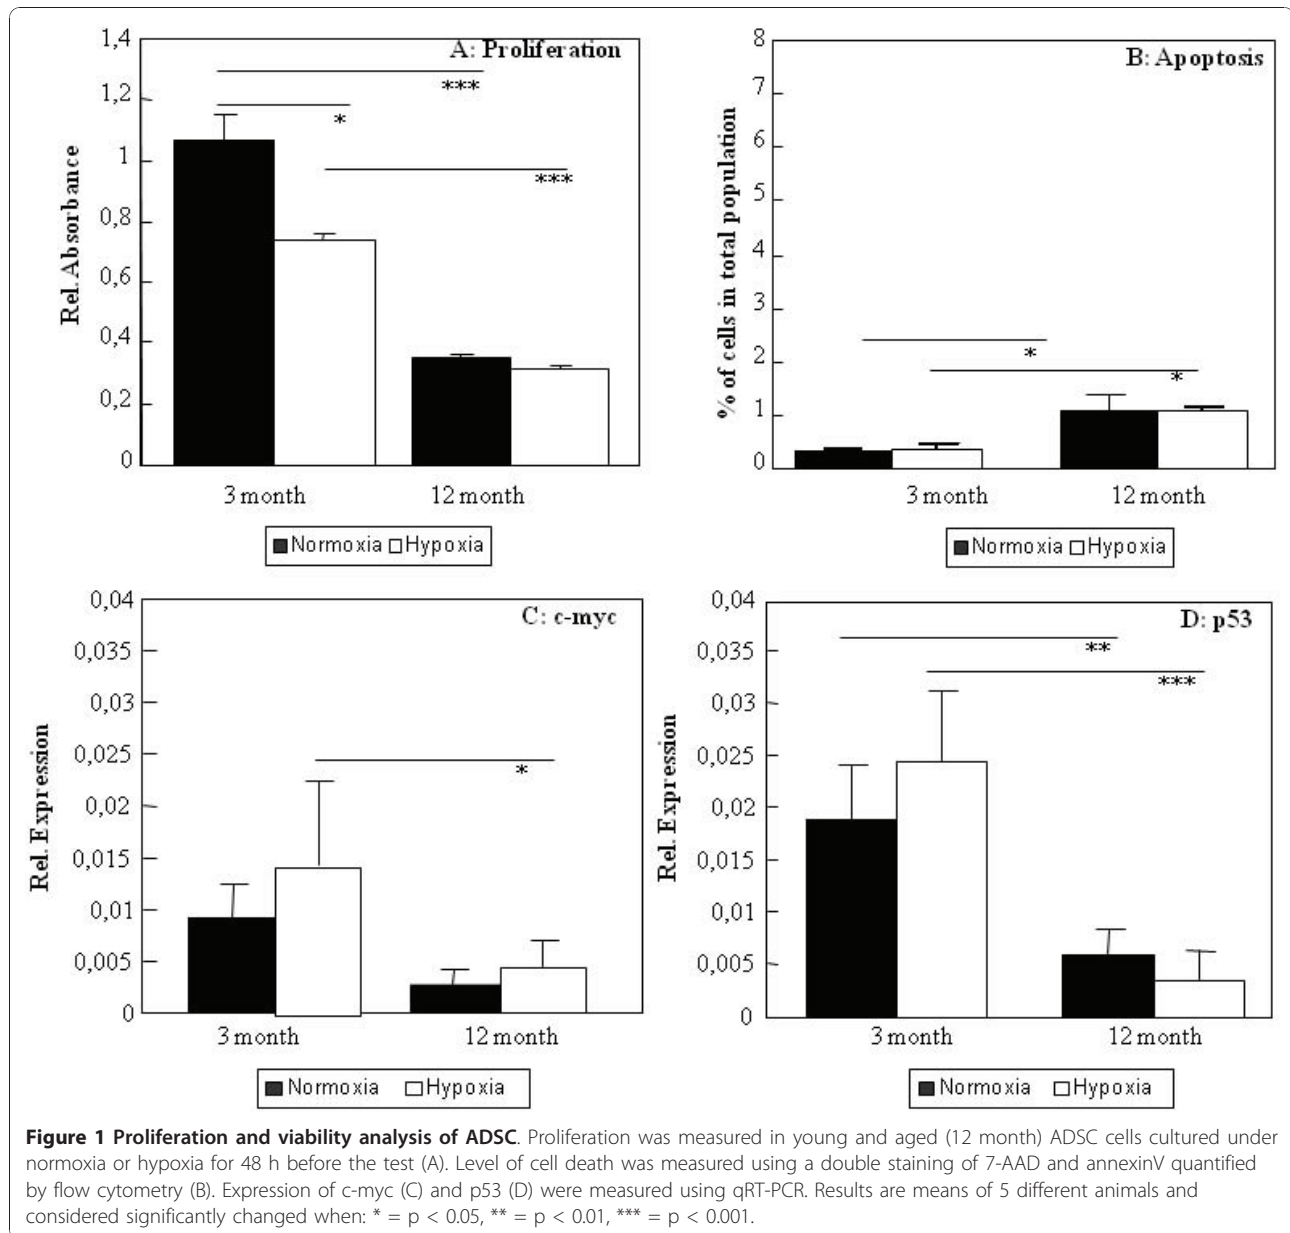 A: Proliferation
1,4
1,2
1
0,8
0,6
0,4
0,2
0
Rel. Absorbance
***
*
***
3 month 12 month
Normoxia Hypoxia
B: Apoptosis
8
7
6
5
4
3
2
1
0
% of cells in total population
*
*
3 month 12 month
Normoxia Hypoxia
C: c-myc
0,04
0,035
0,03
0,025
0,02
0,015
0,01
0,005
0
Rel. Expression
*
3 month 12 month
Normoxia Hypoxia
D: p53
0,04
0,035
0,03
0,025
0,02
0,015
0,01
0,005
0
Rel. Expression
**
***
3 month 12 month
Normoxia Hypoxia
Figure 1 Proliferation and viability analysis of ADSC. Proliferation was measured in young and aged (12 month) ADSC cells cultured under
normoxia or hypoxia for 48 h before the test (A). Level of cell death was measured using a double staining of 7-AAD and annexinV quantified
by flow cytometry (B). Expression of c-myc (C) and p53 (D) were measured using qRT-PCR. Results are means of 5 different animals and
considered significantly changed when: * = p < 0.05, ** = p < 0.01, *** = p < 0.001.